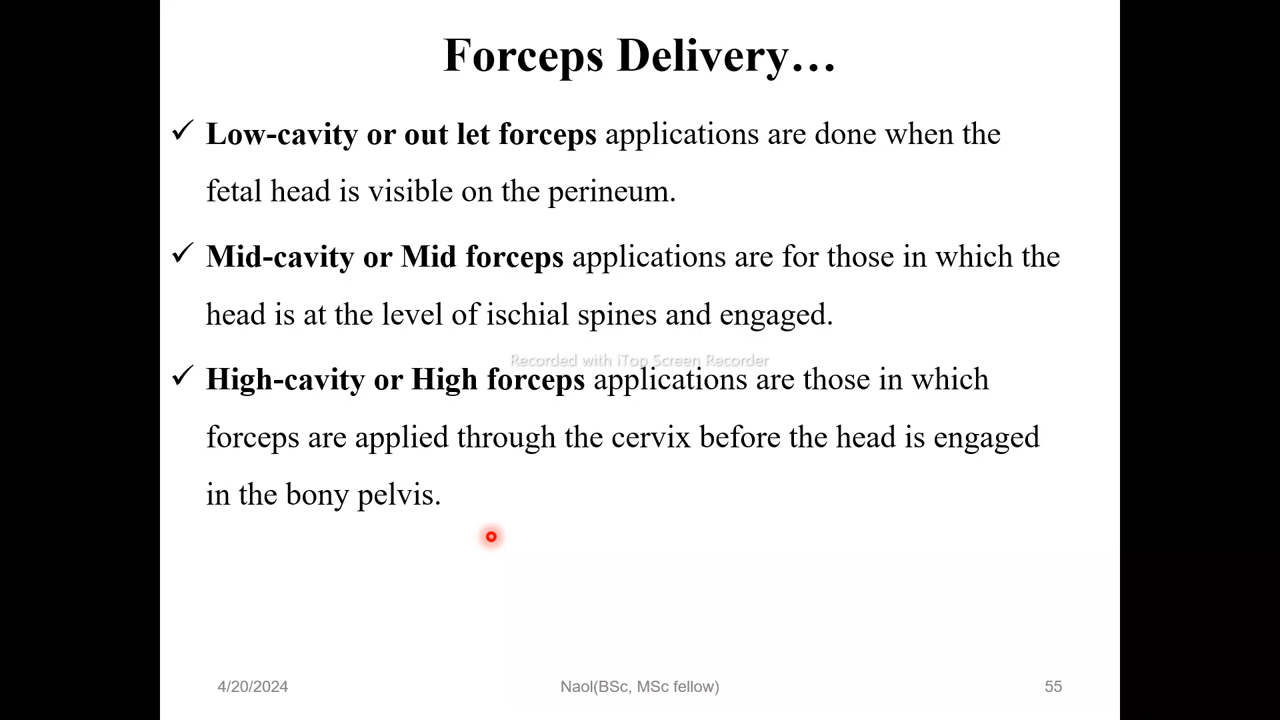 Forceps Delivery…
✓ Low-cavity or out let forceps applications are done when the
fetal head is visible on the perineum.
✓ Mid-cavity or Mid forceps applications are for those in which the
head is at the level of ischial spines and engaged.
Recorded with iTop Screen Recorder
✓ High-cavity or High forceps applications are those in which
forceps are applied through the cervix before the head is engaged
in the bony pelvis.
4/20/2024
Naol(BSc, MSc fellow)
55